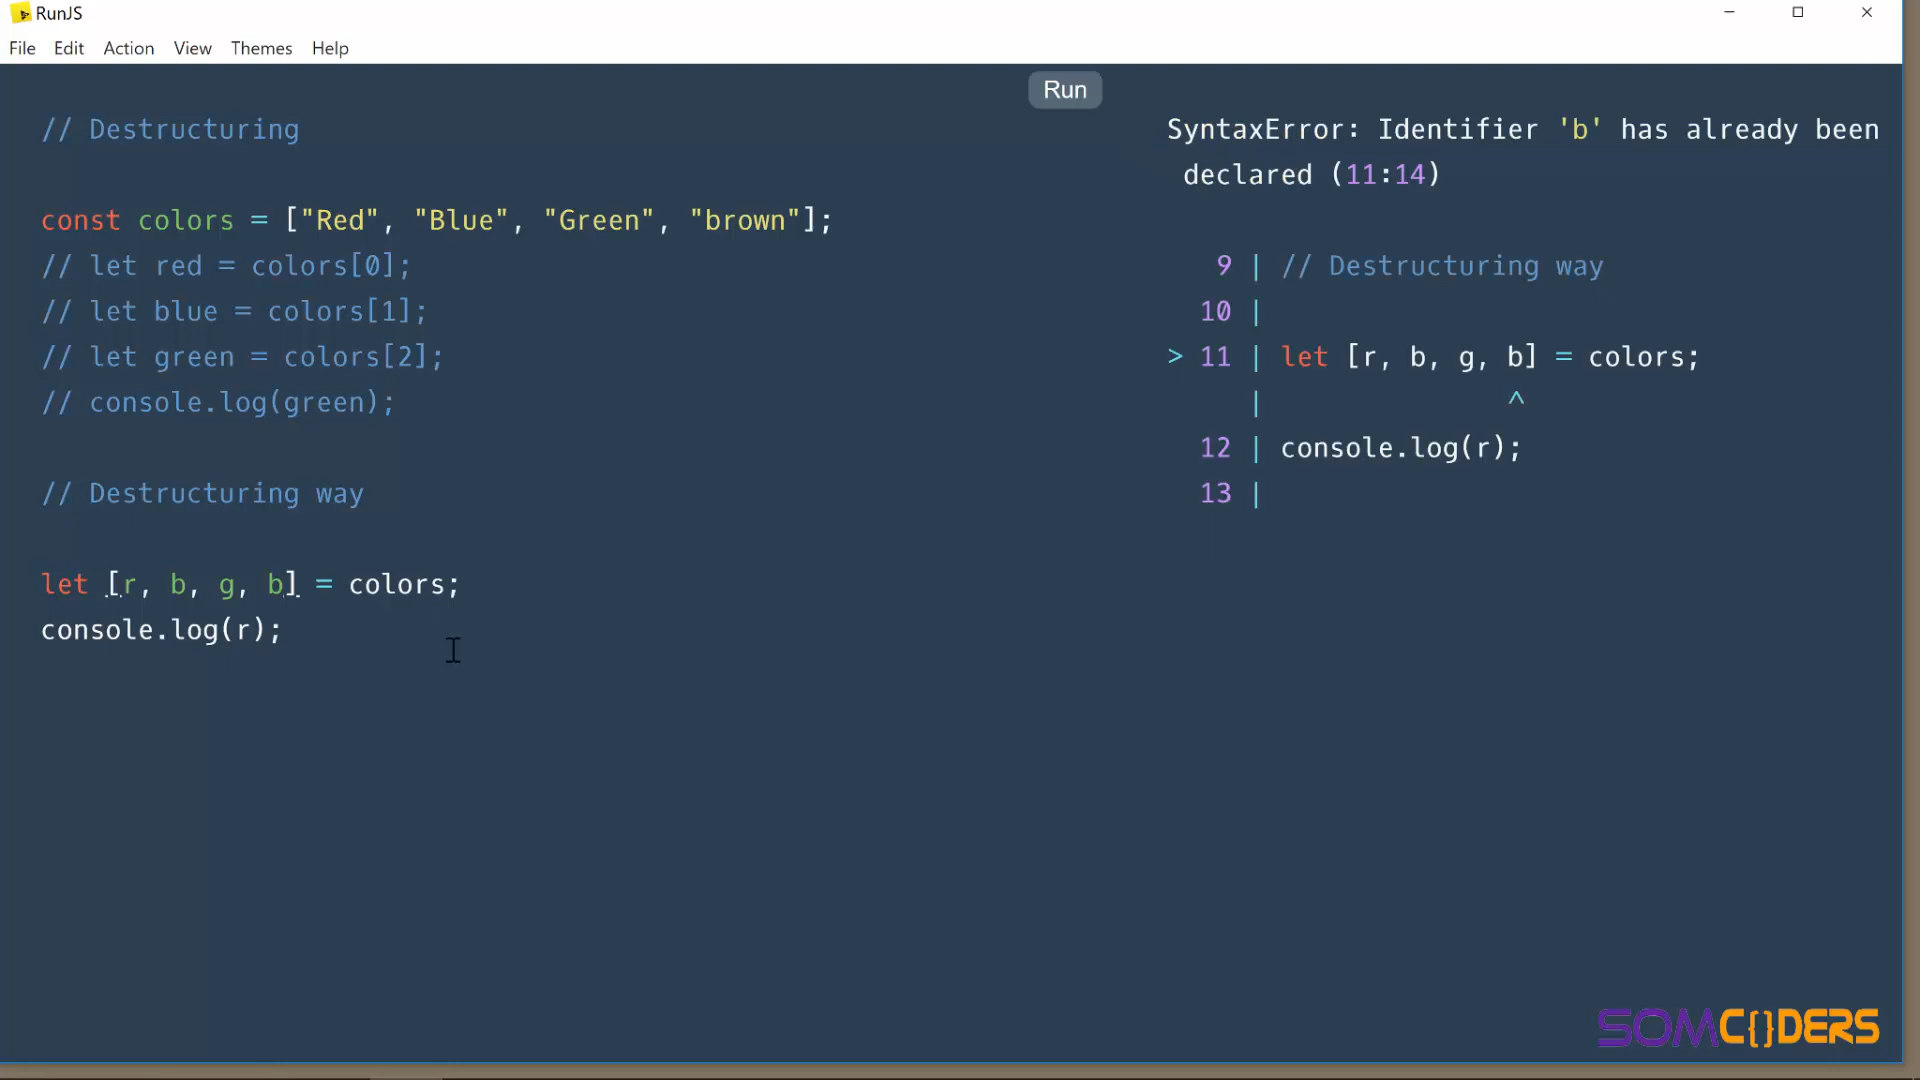 RunJS
File Edit Action View Themes Help
Run
// Destructuring
const colors = ["Red", "Blue", "Green", "brown"];
// let red = colors[0];
// let blue = colors[1];
// let green = colors[2];
// console.log(green);
// Destructuring way
let [r, b, g, b] = colors;
console.log(r);
SyntaxError: Identifier 'b' has already been
declared (11:14)
9 | // Destructuring way
10 |
> 11 | let [r, b, g, b] = colors;
| ^
12 | console.log(r);
13 |
SOMC{}DERS